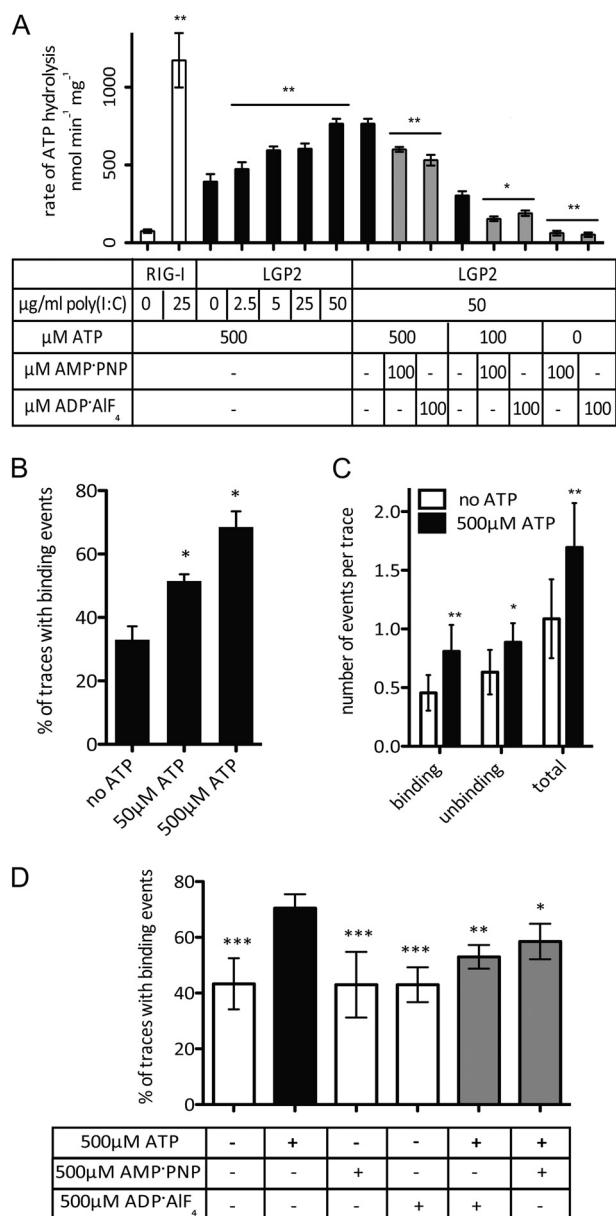 A
rate of ATP hydrolysis
nmol min⁻¹ mg⁻¹
1000
500
0
**
**
**
*
**
RIG-I LGP2 LGP2
μg/ml poly(I:C) 0 25 0 2.5 5 25 50 50
μM ATP 500 500 100 0
μM AMP·PNP - - 100 - - 100 - 100 -
μM ADP·AlF₄ - - - 100 - - 100 - 100
B
% of traces with binding events
80
60
40
20
0
*
*
no ATP
50μM ATP
500μM ATP
C
number of events per trace
no ATP
500μM ATP
2.0
1.5
1.0
0.5
0.0
**
*
**
binding
unbinding
total
D
% of traces with binding events
80
60
40
20
0
***
***
***
**
*
500μM ATP - + - - + +
500μM AMP·PNP - - + - - +
500μM ADP·AlF₄ - - - + + -